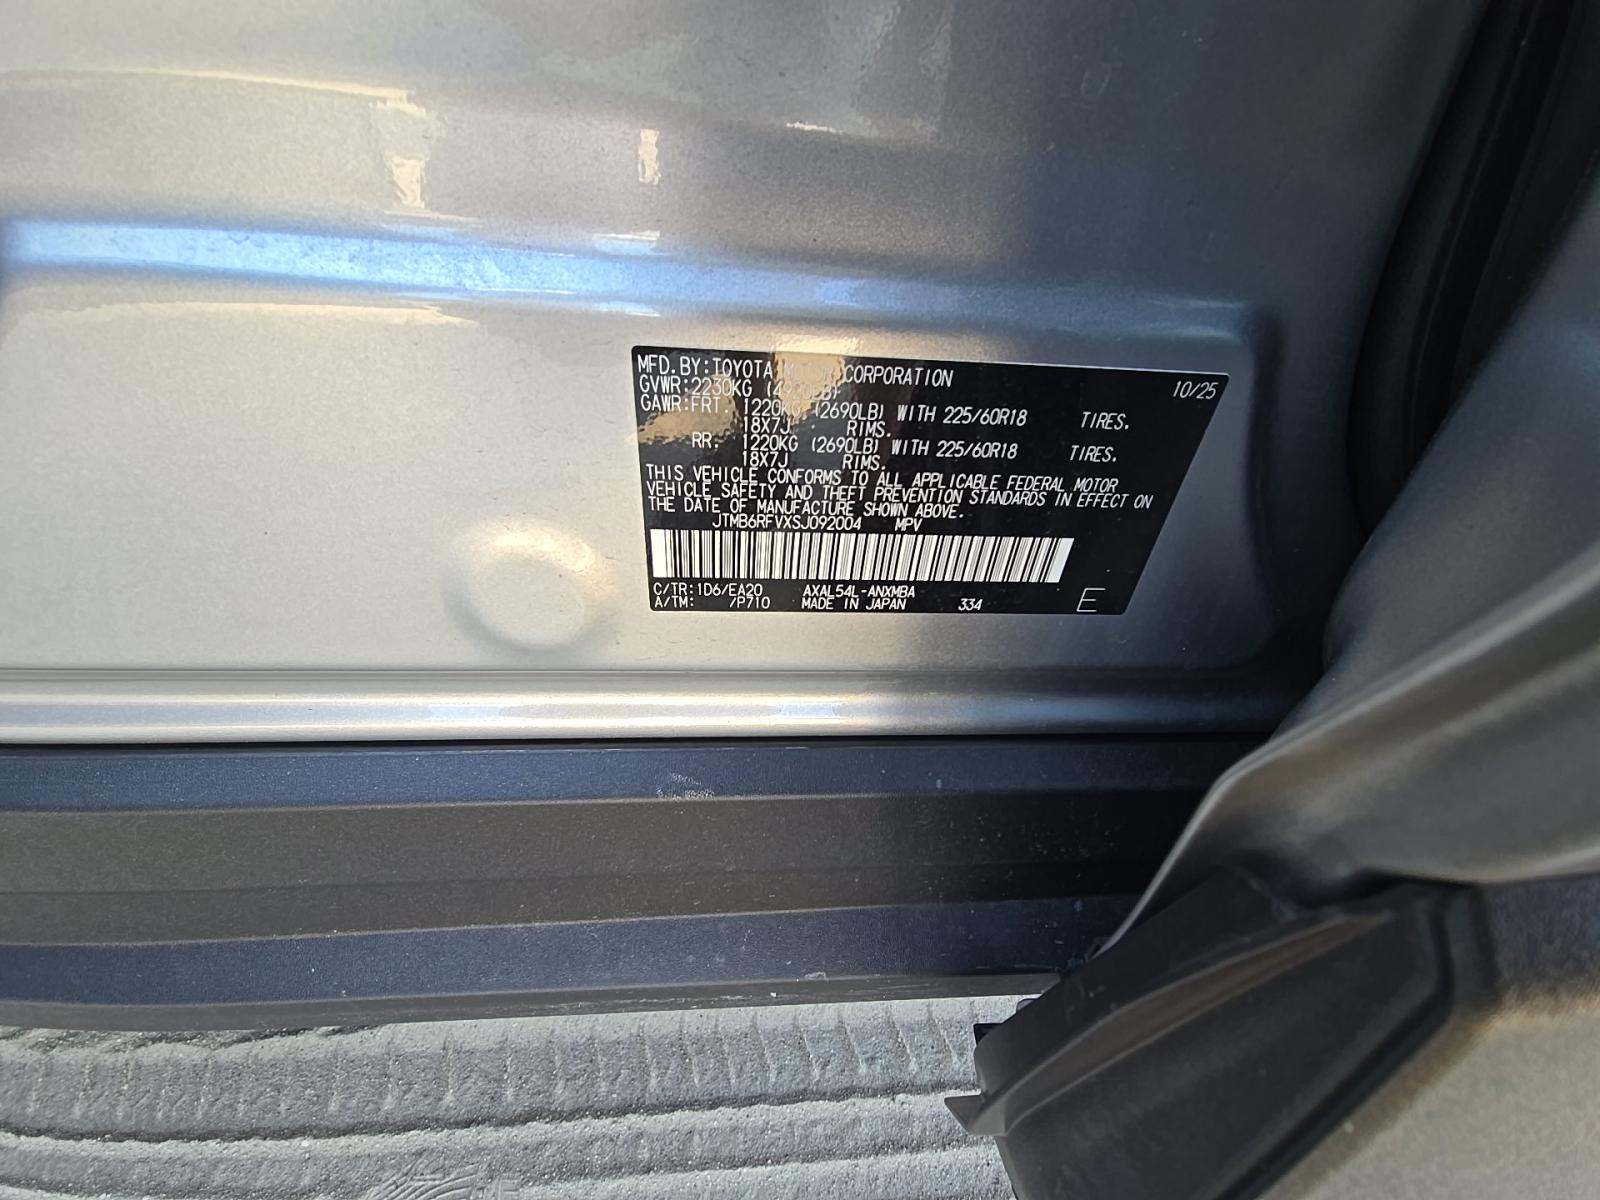 MFD.BY:TOYOTA MOTOR CORPORATION 10/25
GVWR:2230KG
GAWR:FRT. 1220KG (2690LB) WITH 225/60R18 TIRES.
18X7J RIMS.
RR. 1220KG (2690LB) WITH 225/60R18 TIRES.
18X7J RIMS.
THIS VEHICLE CONFORMS TO ALL APPLICABLE FEDERAL MOTOR
VEHICLE SAFETY AND THEFT PREVENTION STANDARDS IN EFFECT ON
THE DATE OF MANUFACTURE SHOWN ABOVE.
JTMB6RFVXSJ092004 MPV
C/TR:1D6/EA20 AXAL54L-ANXMBA
A/TM: /P710 MADE IN JAPAN 334 E